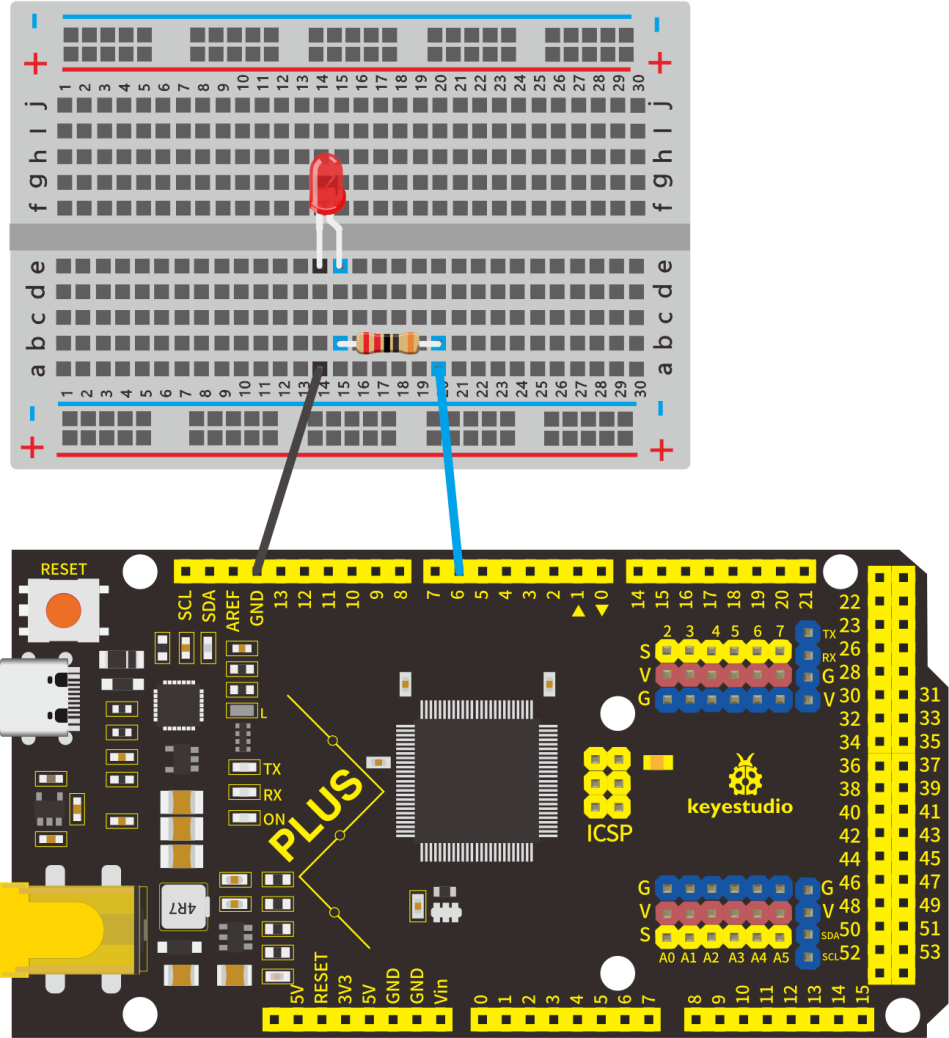 - -
+ +
1 2 3 4 5 6 7 8 9 10 11 12 13 14 15 16 17 18 19 20 21 22 23 24 25 26 27 28 29 30
j j
i i
h h
g g
f f
e e
d d
c c
b b
a a
1 2 3 4 5 6 7 8 9 10 11 12 13 14 15 16 17 18 19 20 21 22 23 24 25 26 27 28 29 30
- -
+ +
RESET
SCL SDA AREF GND 13 12 11 10 9 8 7 6 5 4 3 2 1 0 14 15 16 17 18 19 20 21
22
23
26
28
30 31
32 33
34 35
36 37
38 39
40 41
42 43
44 45
46 47
48 49
50 51
52 53
2 3 4 5 6 7
S TX
V RX
G G
V
L
TX
RX
ON
PLUS
ICSP
keyestudio
4R7
G G
V V
S SDA
A0 A1 A2 A3 A4 A5 SCL
5V RESET 3V3 5V GND GND Vin 0 1 2 3 4 5 6 7 8 9 10 11 12 13 14 15